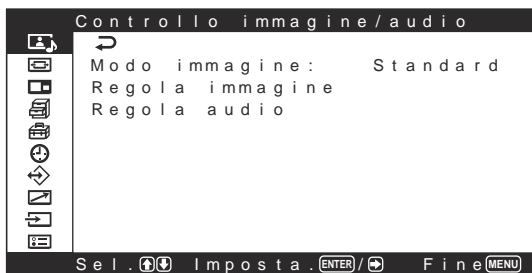 Controllo immagine/audio
Modo immagine: Standard
Regola immagine
Regola audio
Sel. Imposta. ENTER / Fine MENU